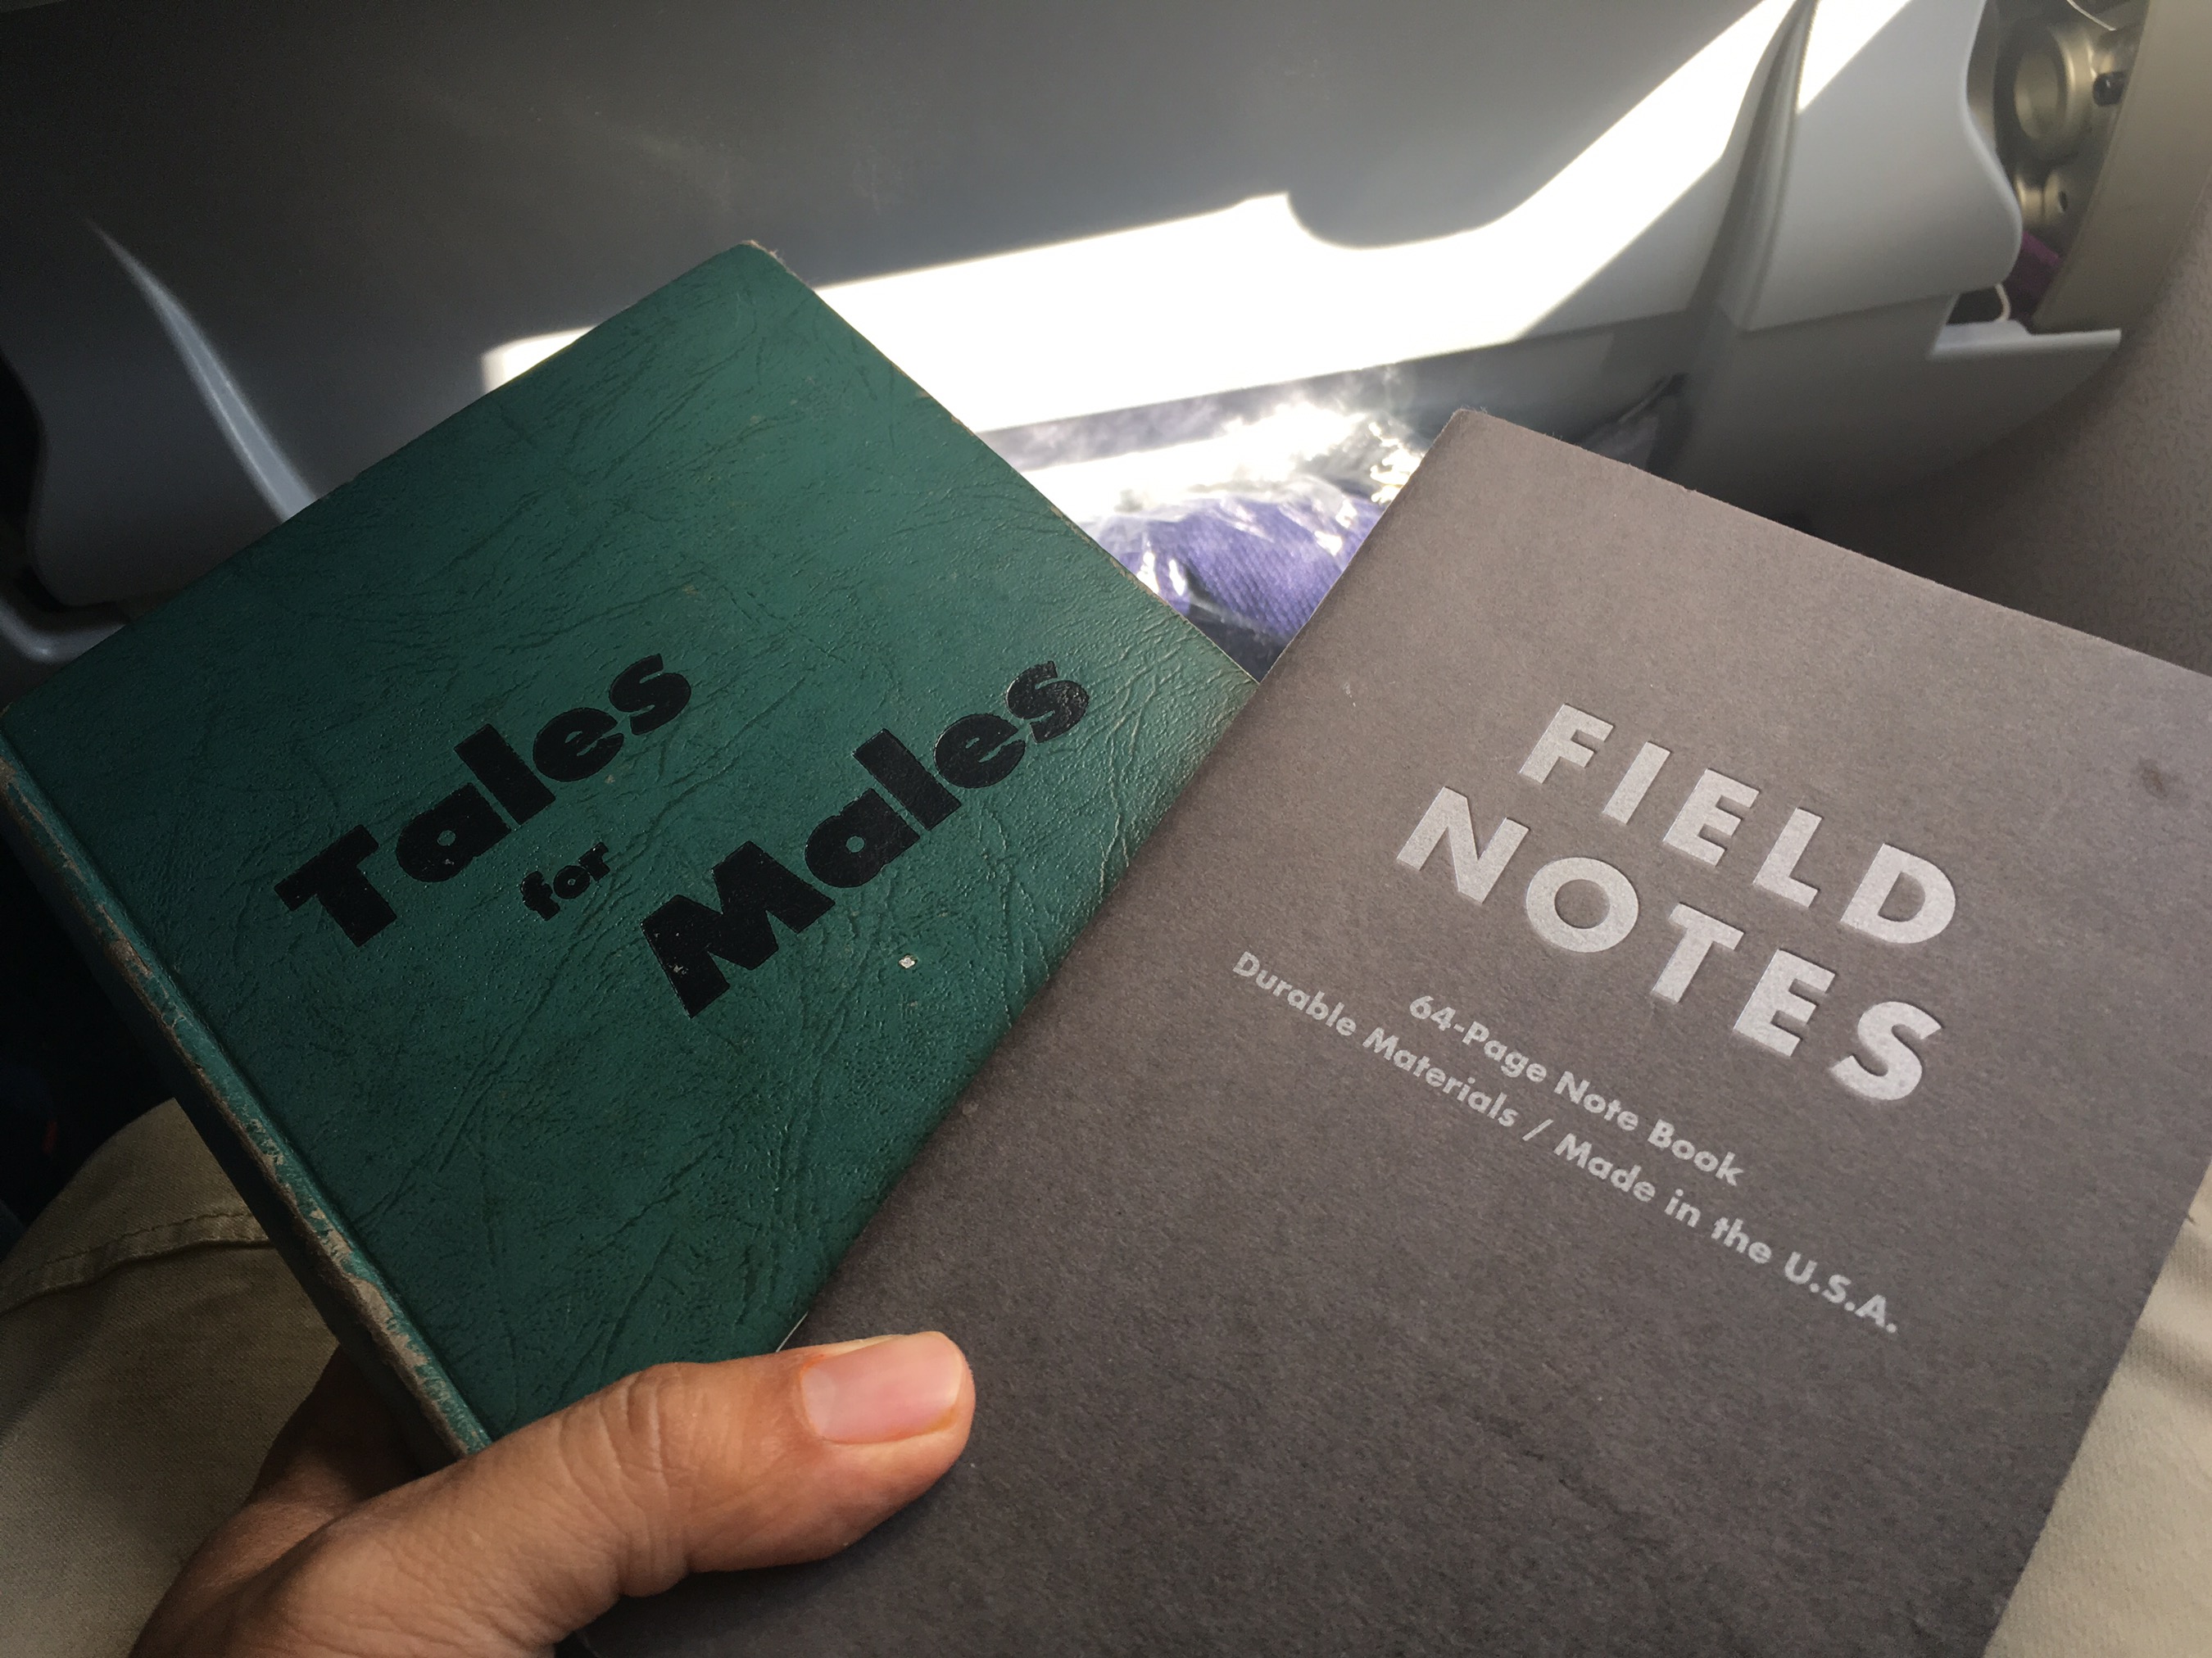 Tales
for
Males
FIELD
NOTES
64-Page Note Book
Durable Materials / Made in the U.S.A.